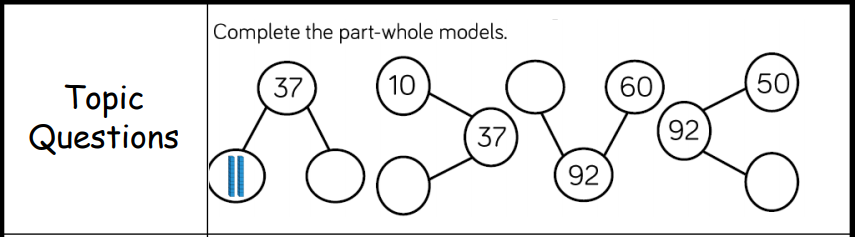 Topic
Questions
Complete the part-whole models.
37
10
37
60
92
50
92